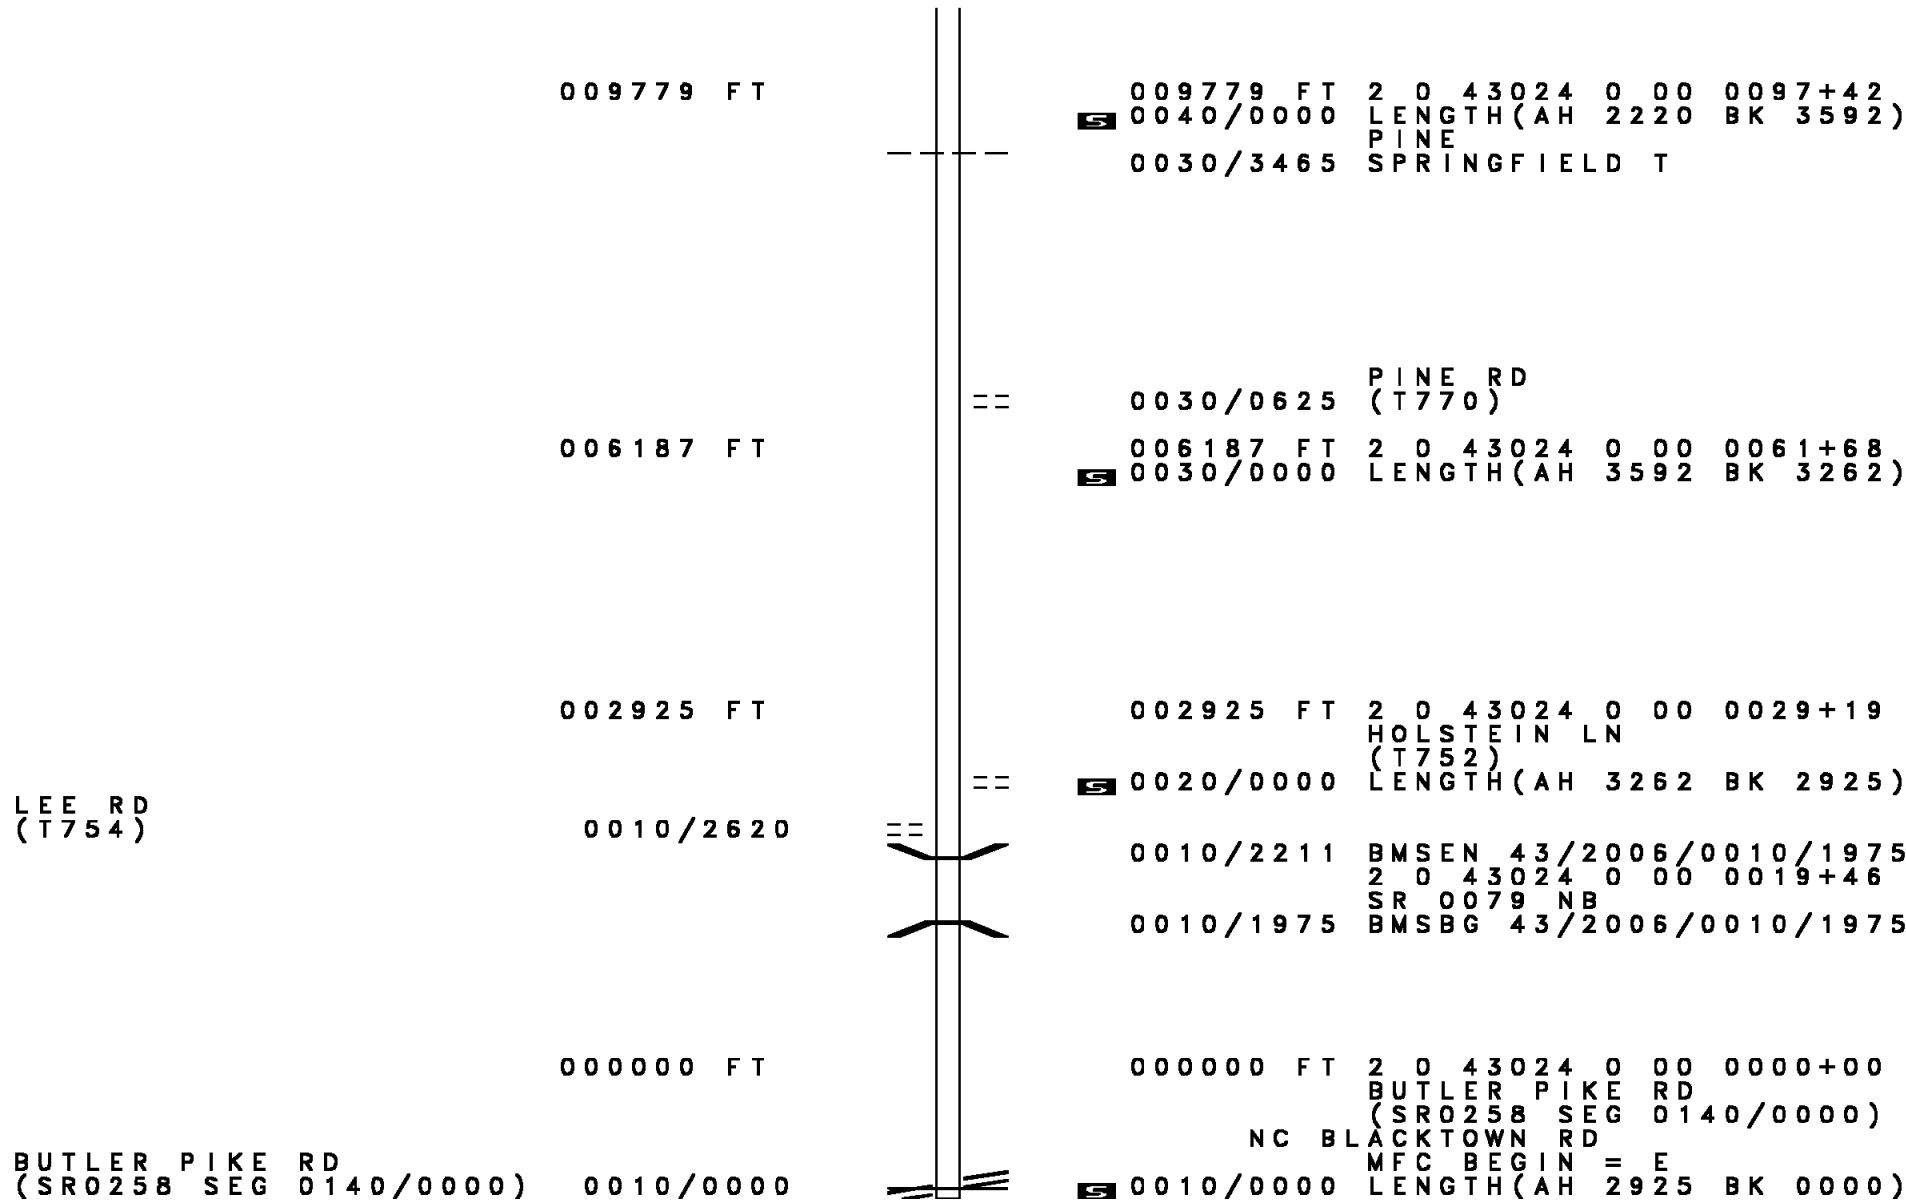 009779 FT 009779 FT 2 0 43024 0 00 0097+42
S 0040/0000 LENGTH(AH 2220 BK 3592)
PINE
0030/3465 SPRINGFIELD T
PINE RD
0030/0625 (T770)
006187 FT 006187 FT 2 0 43024 0 00 0061+68
S 0030/0000 LENGTH(AH 3592 BK 3262)
002925 FT 002925 FT 2 0 43024 0 00 0029+19
HOLSTEIN LN
(T752)
S 0020/0000 LENGTH(AH 3262 BK 2925)
LEE RD
(T754) 0010/2620
0010/2211 BMSEN 43/2006/0010/1975
2 0 43024 0 00 0019+46
SR 0079 NB
0010/1975 BMSBG 43/2006/0010/1975
000000 FT 000000 FT 2 0 43024 0 00 0000+00
BUTLER PIKE RD
(SR0258 SEG 0140/0000)
NC BLACKTOWN RD
BUTLER PIKE RD MFC BEGIN = E
(SR0258 SEG 0140/0000) 0010/0000 S 0010/0000 LENGTH(AH 2925 BK 0000)